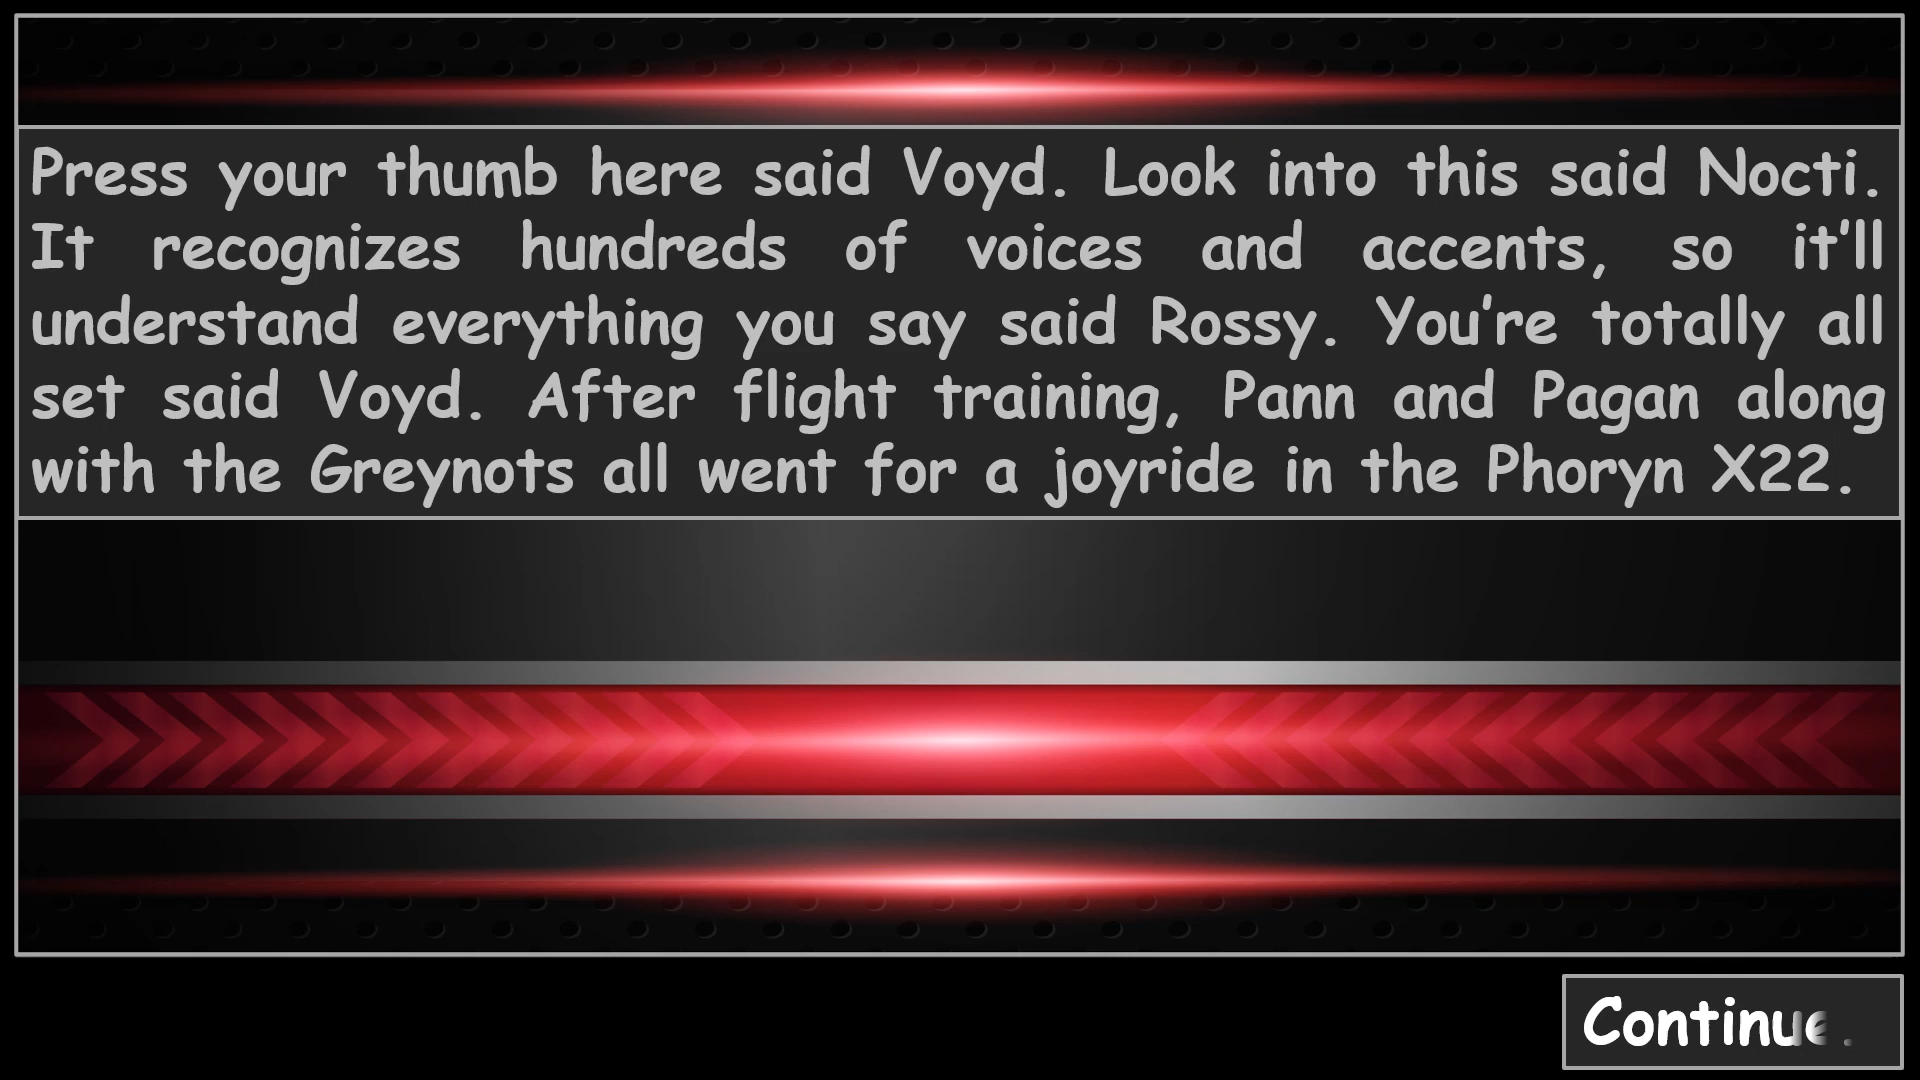 Press your thumb here said Voyd. Look into this said Nocti.
It recognizes hundreds of voices and accents, so it’ll
understand everything you say said Rossy. You’re totally all
set said Voyd. After flight training, Pann and Pagan along
with the Greynots all went for a joyride in the Phoryn X22.
Continue.